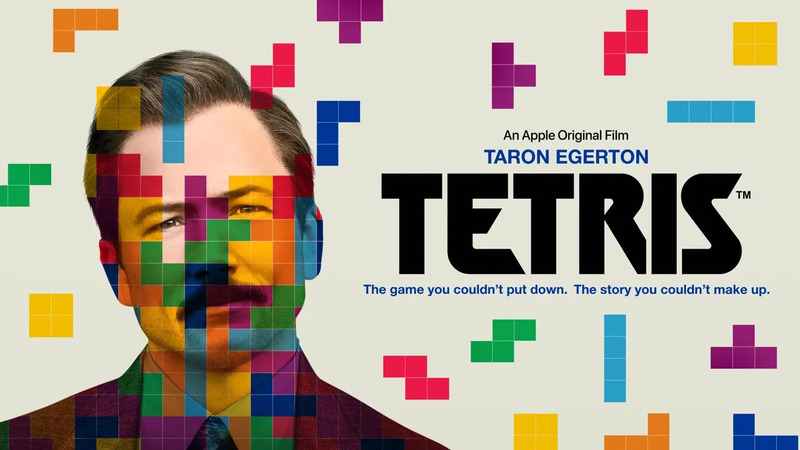 An Apple Original Film
TARON EGERTON
TETRIS™
The game you couldn't put down. The story you couldn't make up.